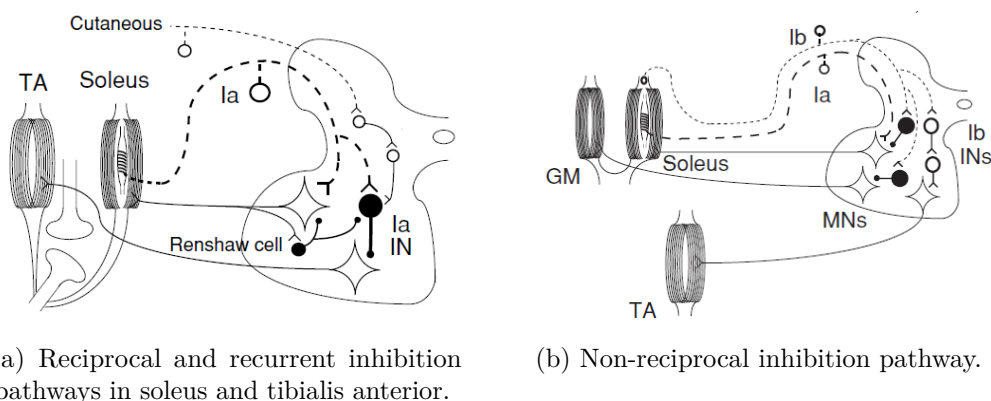 Cutaneous
TA
Soleus
Ia
Renshaw cell
Ia
IN
Ib
Ia
Ib
INs
GM
Soleus
MNs
TA
a) Reciprocal and recurrent inhibition
pathways in soleus and tibialis anterior.
(b) Non-reciprocal inhibition pathway.